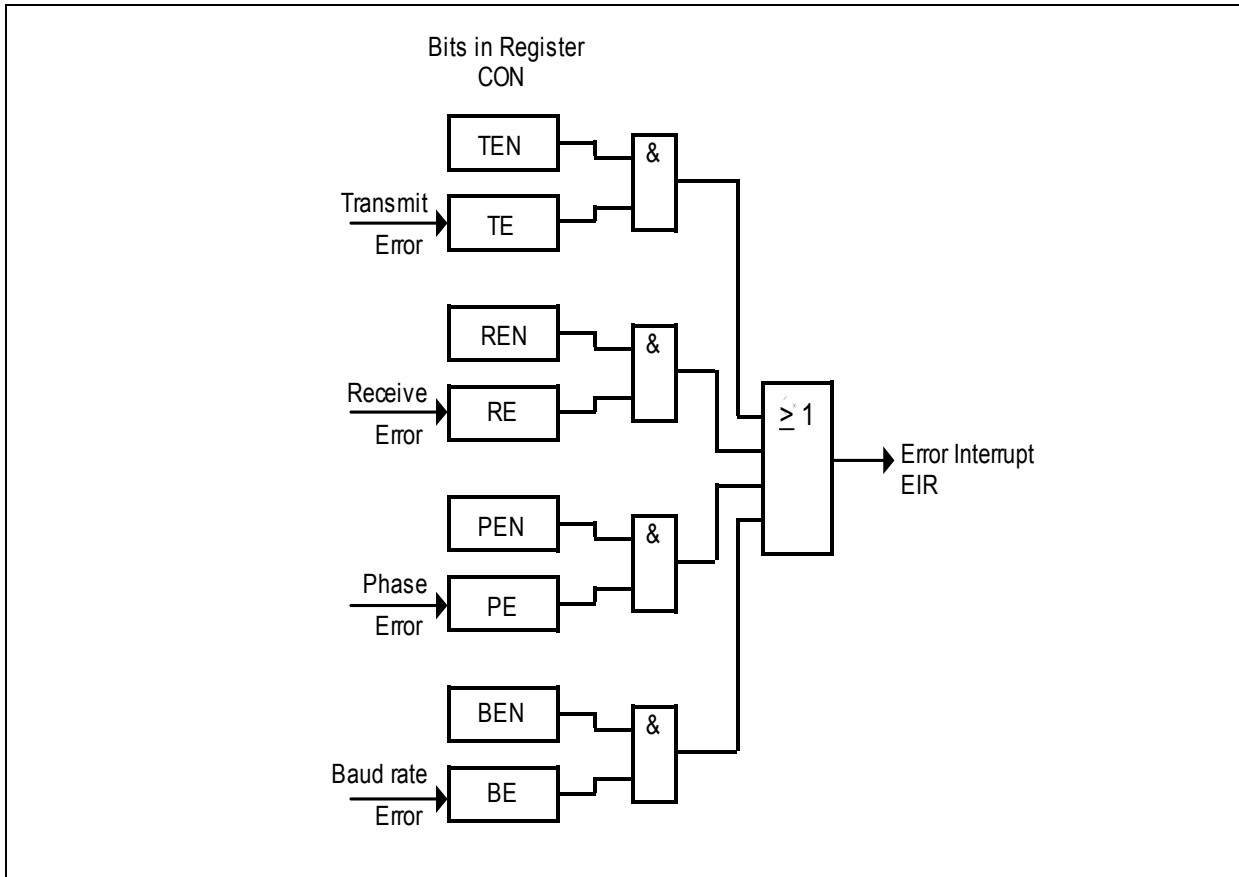 Bits in Register
CON
TEN
&
Transmit
Error
TE
REN
&
Receive
Error
RE
≥ 1
Error Interrupt
EIR
PEN
&
Phase
Error
PE
BEN
&
Baud rate
Error
BE